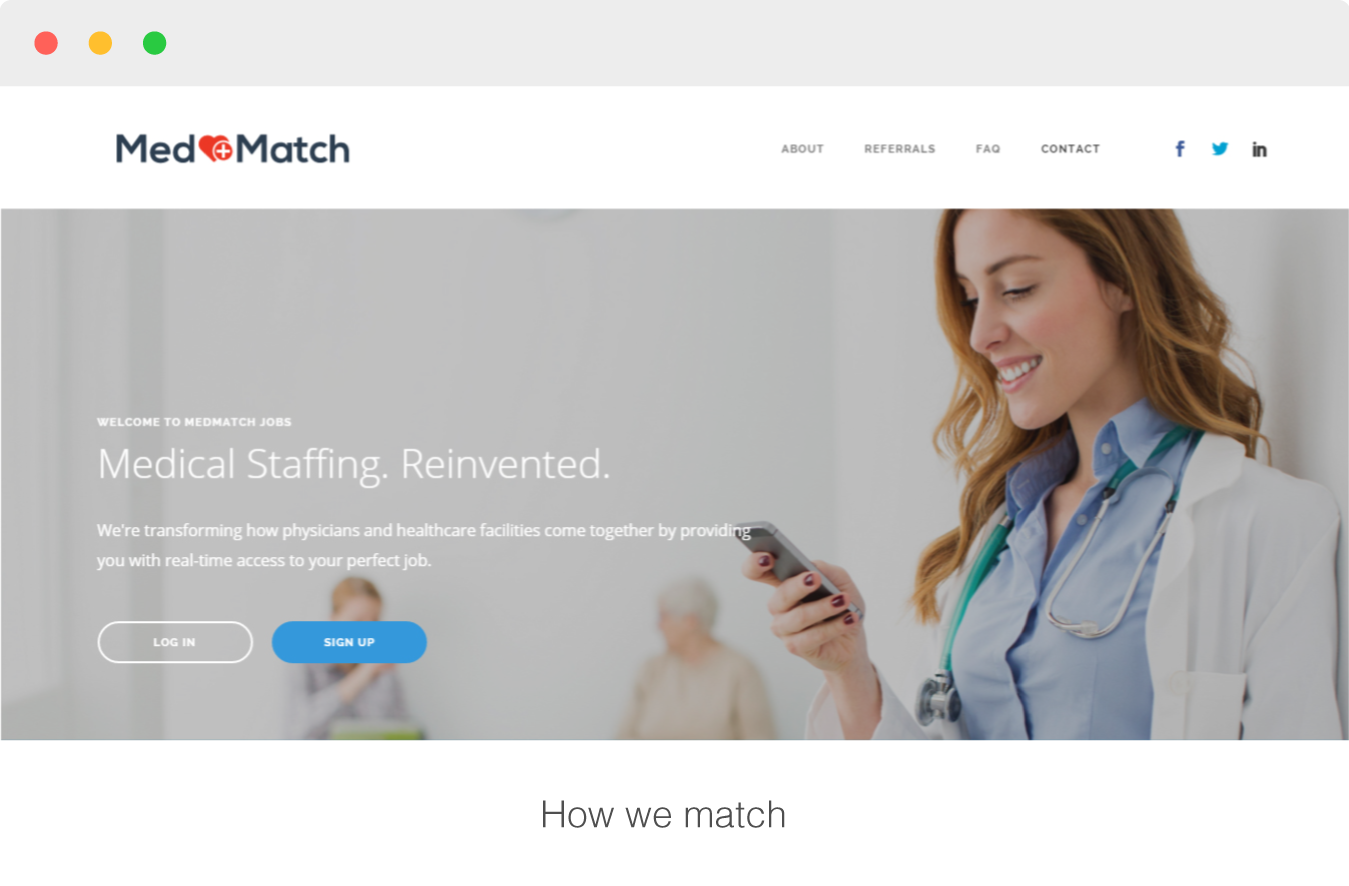 Med Match
ABOUT
REFERRALS
FAQ
CONTACT
f
in
WELCOME TO MEDMATCH JOBS
Medical Staffing. Reinvented.
We're transforming how physicians and healthcare facilities come together by providing
you with real-time access to your perfect job.
LOG IN
SIGN UP
How we match